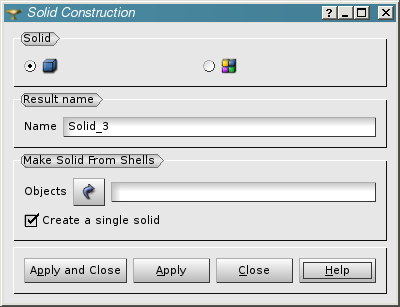 Solid Construction
Solid
Result name
Name Solid_3
Make Solid From Shells
Objects
Create a single solid
Apply and Close Apply Close Help